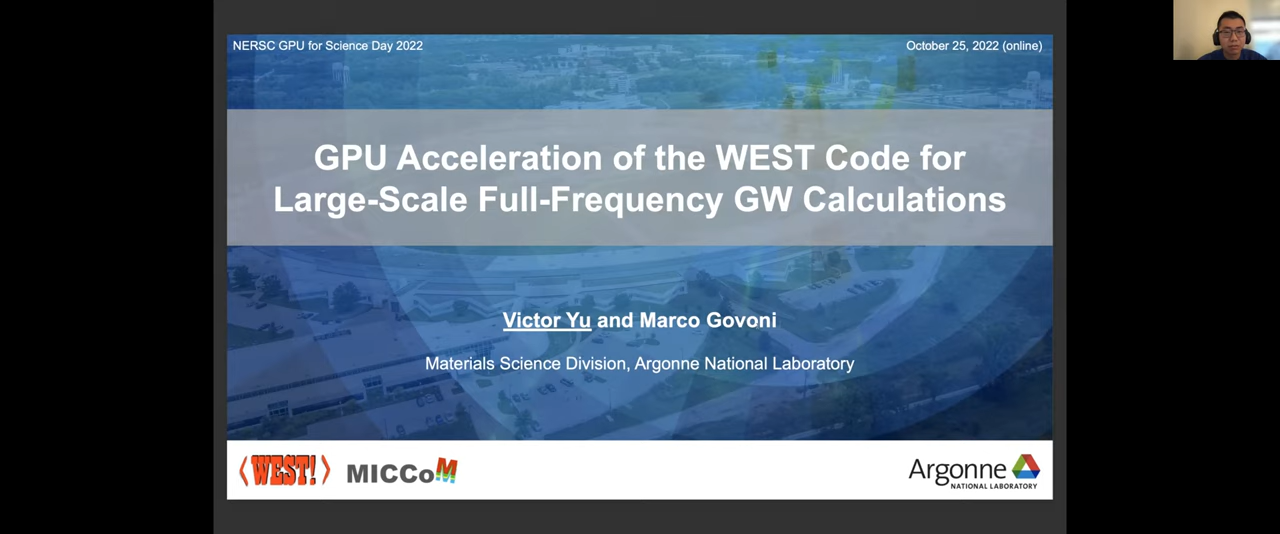 NERSC GPU for Science Day 2022
October 25, 2022 (online)
GPU Acceleration of the WEST Code for
Large-Scale Full-Frequency GW Calculations
Victor Yu and Marco Govoni
Materials Science Division, Argonne National Laboratory
WEST!
MICCoM
Argonne
NATIONAL LABORATORY